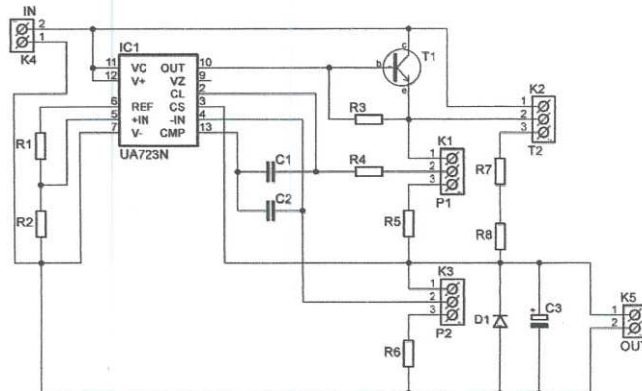 IN
2
1
K4
IC1
11 VC OUT 10
12 V+ VZ 9
CL 2
6 REF CS 3
5 +IN -IN 4
7 V- CMP 13
UA723N
b
c
e
T1
R1
R2
R3
C1
C2
R4
K1
1
2
3
P1
R5
K2
1
2
3
T2
R7
R8
K3
1
2
3
P2
R6
D1
+
C3
K5
1
2
OUT